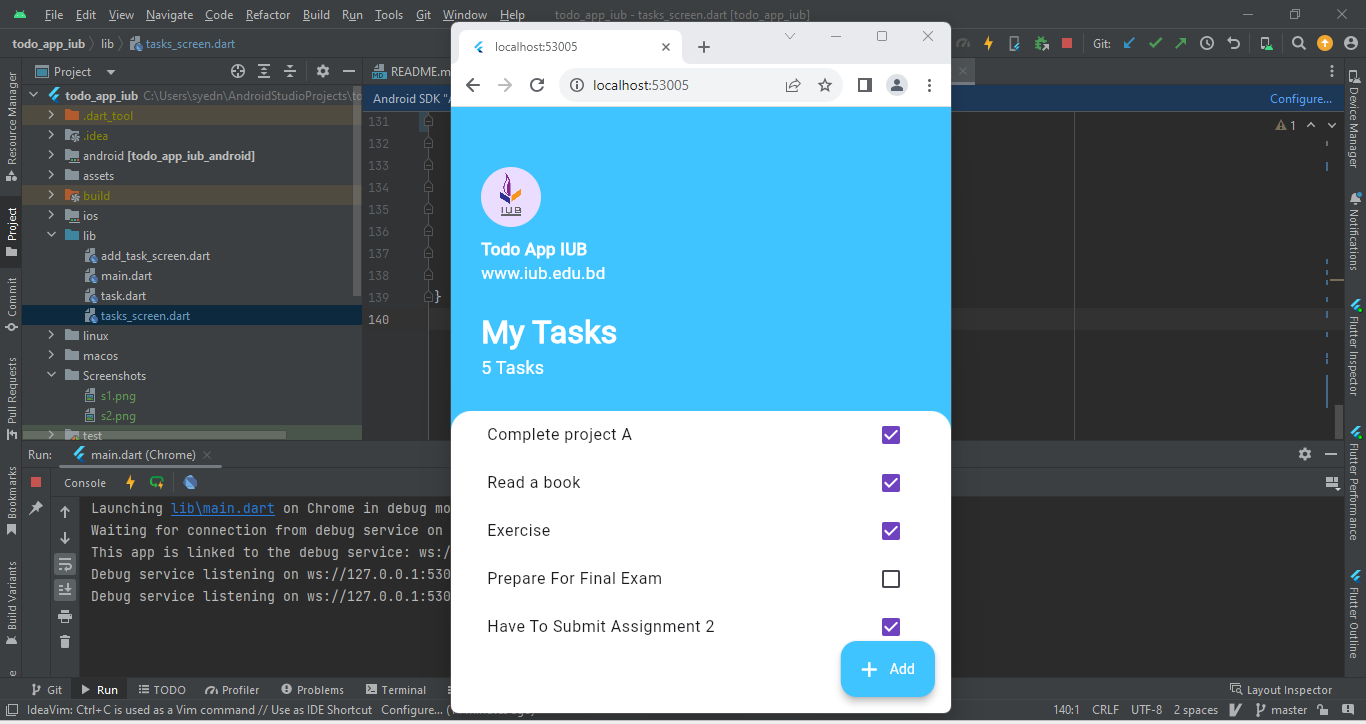 File Edit View Navigate Code Refactor Build Run Tools Git Window Help todo_app_iub - tasks_screen.dart [todo_app_iub]
todo_app_iub lib tasks_screen.dart
Git:
Project
README.m
todo_app_iub C:\Users\syedn\AndroidStudioProjects\to
Android SDK "
Configure...
.dart_tool
.idea
android [todo_app_iub_android]
assets
build
ios
lib
add_task_screen.dart
main.dart
task.dart
tasks_screen.dart
linux
macos
Screenshots
s1.png
s2.png
test
131
132
133
134
135
136
137
138
139 }
140
1
localhost:53005
localhost:53005
IUB
Todo App IUB
www.iub.edu.bd
My Tasks
5 Tasks
Complete project A
Read a book
Exercise
Prepare For Final Exam
Have To Submit Assignment 2
Add
Run: main.dart (Chrome)
Console
Launching lib\main.dart on Chrome in debug mo
Waiting for connection from debug service on
This app is linked to the debug service: ws:/
Debug service listening on ws://127.0.0.1:530
Debug service listening on ws://127.0.0.1:530
Resource Manager
Project
Commit
Pull Requests
Bookmarks
Build Variants
Device Manager
Notifications
Flutter Inspector
Flutter Performance
Flutter Outline
Git Run TODO Profiler Problems Terminal
Layout Inspector
IdeaVim: Ctrl+C is used as a Vim command // Use as IDE Shortcut Configure...
140:1 CRLF UTF-8 2 spaces master